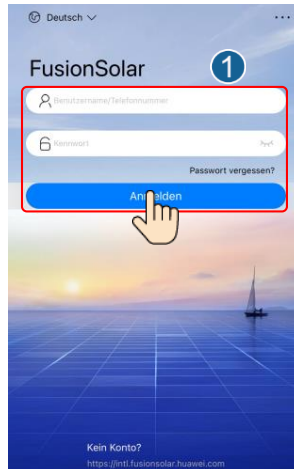 Deutsch
FusionSolar
1
Benutzername/Telefonnummer
Kennwort
Passwort vergessen?
Anmelden
Kein Konto?
https://intl.fusionsolar.huawei.com